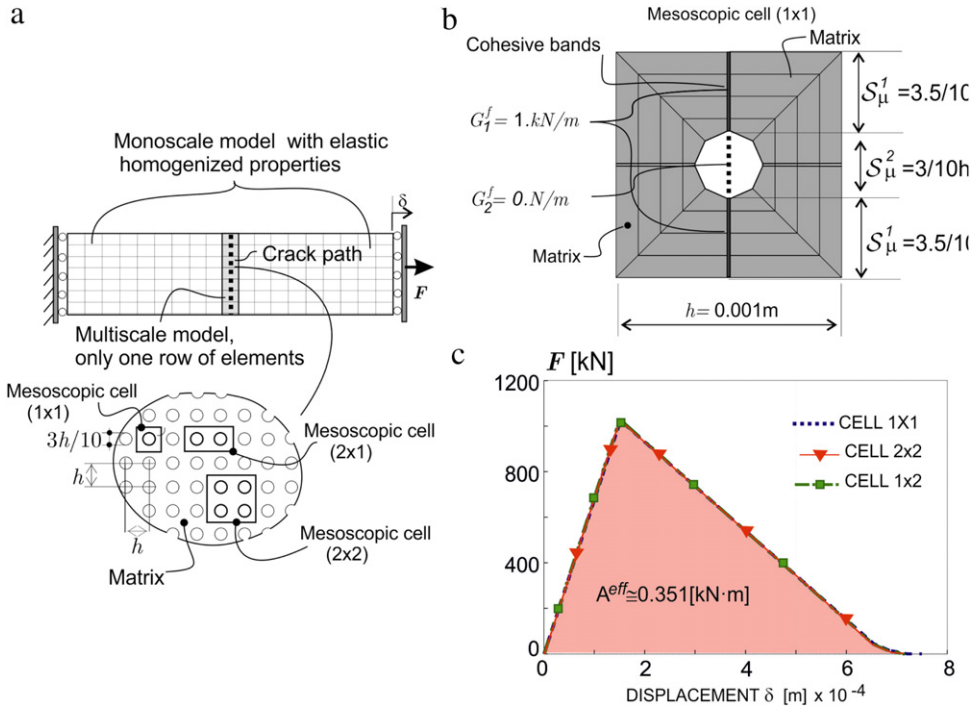 a
Monoscale model with elastic
homogenized properties
δ
Crack path
F
Multiscale model,
only one row of elements
Mesoscopic cell
(1x1)
3h/10
Mesoscopic cell
(2x1)
h
h
Mesoscopic cell
(2x2)
Matrix
b
Mesoscopic cell (1x1)
Cohesive bands
Matrix
S_μ^1 =3.5/10
G_1^f = 1.kN/m
S_μ^2 =3/10h
G_2^f = 0.N/m
Matrix
S_μ^1 =3.5/10
h = 0.001m
c
F [kN]
1200
CELL 1X1
CELL 2x2
CELL 1x2
800
400
A^eff≅0.351[kN·m]
0
0 2 4 6 8
DISPLACEMENT δ [m] x 10^-4